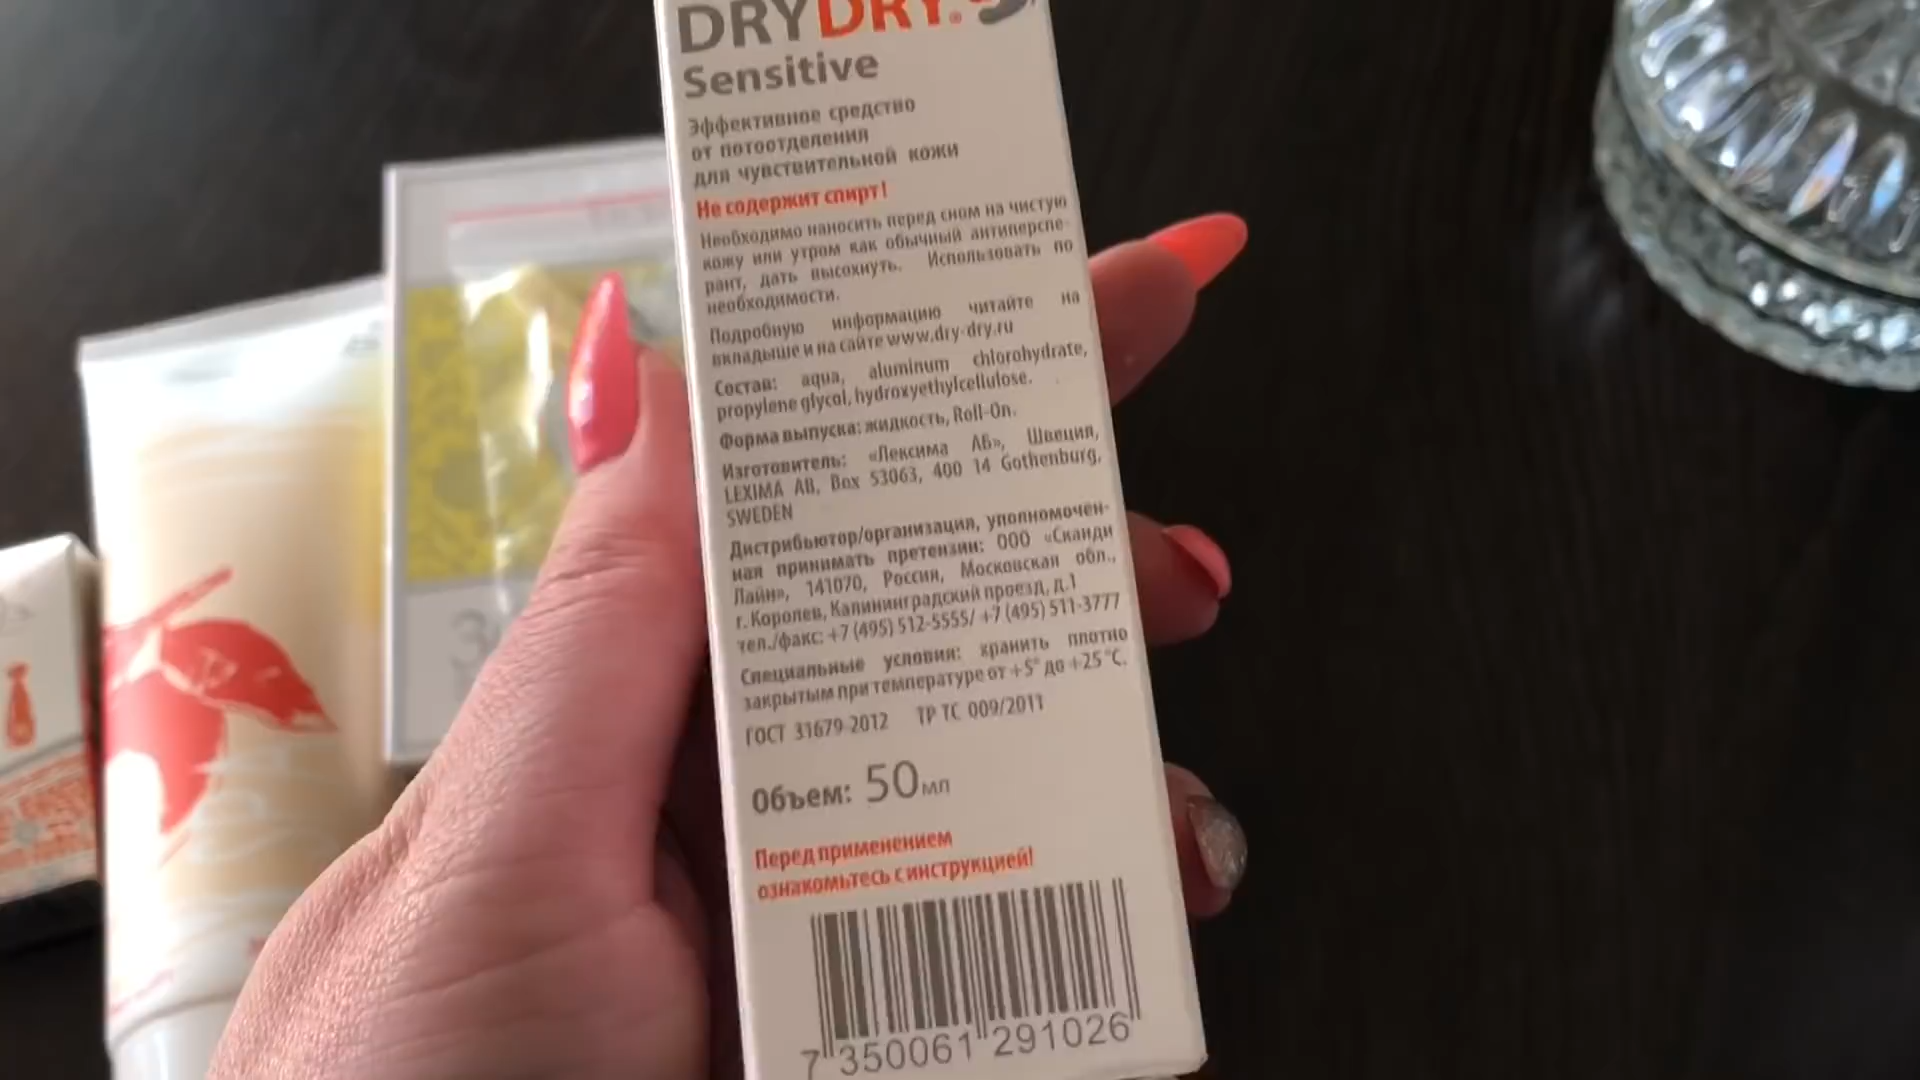 DRYDRY.®
Sensitive
Эффективное средство
от потоотделения
для чувствительной кожи
Не содержит спирт!
Необходимо наносить перед сном на чистую
кожу или утром как обычный антиперспе-
рант, дать высохнуть. Использовать по
необходимости.
Подробную информацию читайте на
вкладыше и на сайте www.dry-dry.ru
Состав: aqua, aluminum chlorohydrate,
propylene glycol, hydroxyethylcellulose.
Форма выпуска: жидкость, Roll-On.
Изготовитель: «Лексима АБ», Швеция,
LEXIMA AB, Box 53063, 400 14 Gothenburg,
SWEDEN
Дистрибьютор/организация, уполномочен-
ная принимать претензии: ООО «Сканди
Лайн», 141070, Россия, Московская обл.,
г. Королев, Калининградский проезд, д.1
тел./факс: +7 (495) 512-5555/ +7 (495) 511-3777
Специальные условия: хранить плотно
закрытым при температуре от +5° до +25 °C.
ГОСТ 31679-2012 ТР ТС 009/2011
Объем: 50 мл
Перед применением
ознакомьтесь с инструкцией!
7 350061 291026